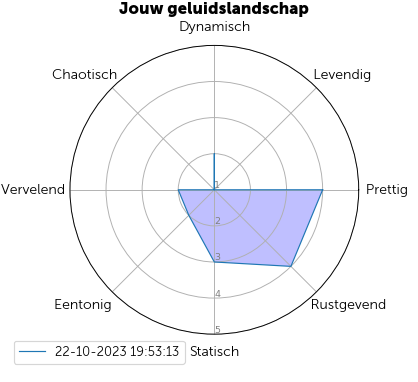 Jouw geluidslandschap
Dynamisch
Chaotisch
Levendig
Vervelend
1
Prettig
2
3
4
Eentonig
Rustgevend
5
22-10-2023 19:53:13
Statisch